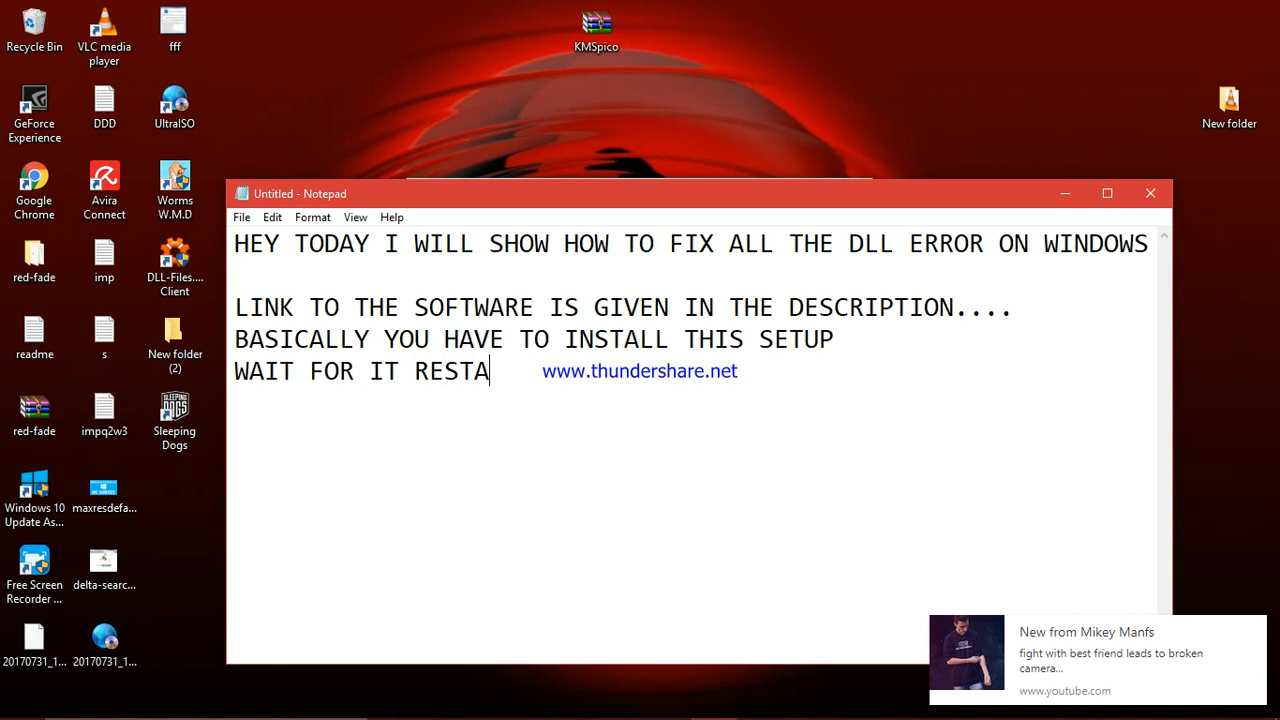 Recycle Bin
VLC media
player
fff
KMSpico
GeForce
Experience
DDD
UltraISO
New folder
Google
Chrome
Avira
Connect
Worms
W.M.D
red-fade
imp
DLL-Files....
Client
readme
s
New folder
(2)
red-fade
impq2w3
Sleeping
Dogs
Windows 10
Update As...
maxresdefa...
Free Screen
Recorder ...
delta-searc...
20170731_1...
20170731_1...
Untitled - Notepad
File Edit Format View Help
HEY TODAY I WILL SHOW HOW TO FIX ALL THE DLL ERROR ON WINDOWS
LINK TO THE SOFTWARE IS GIVEN IN THE DESCRIPTION....
BASICALLY YOU HAVE TO INSTALL THIS SETUP
WAIT FOR IT RESTA
www.thundershare.net
New from Mikey Manfs
fight with best friend leads to broken
camera...
www.youtube.com